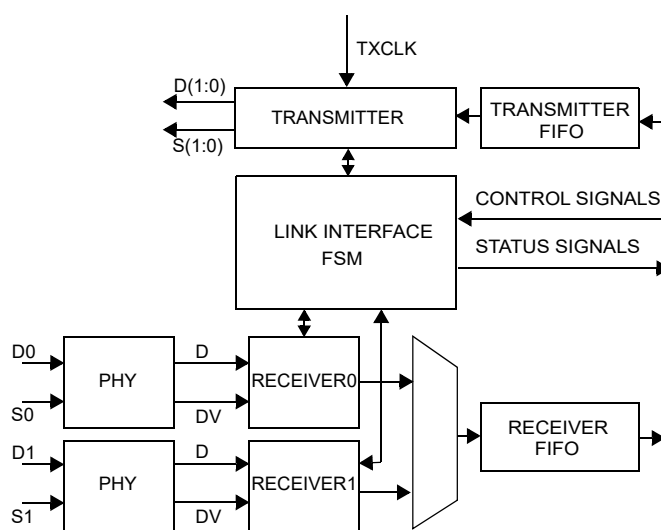 TXCLK
D(1:0)
S(1:0)
TRANSMITTER
TRANSMITTER
FIFO
LINK INTERFACE
FSM
CONTROL SIGNALS
STATUS SIGNALS
D0
S0
PHY
D
DV
RECEIVER0
D1
S1
PHY
D
DV
RECEIVER1
RECEIVER
FIFO